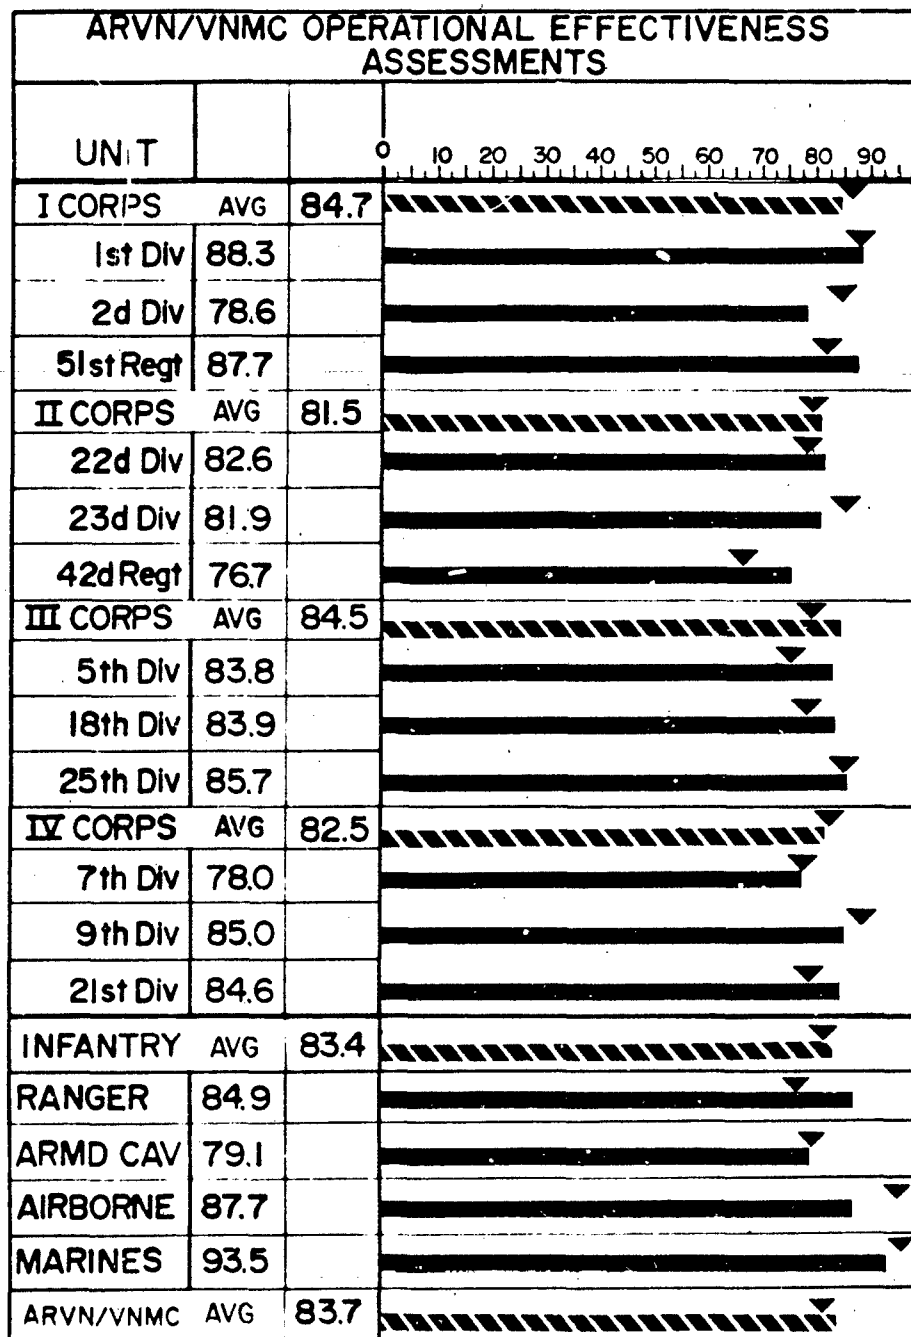 ARVN/VNMC OPERATIONAL EFFECTIVENESS
ASSESSMENTS
UNIT 0 10 20 30 40 50 60 70 80 90
I CORPS AVG 84.7
1st Div 88.3
2d Div 78.6
51st Regt 87.7
II CORPS AVG 81.5
22d Div 82.6
23d Div 81.9
42d Regt 76.7
III CORPS AVG 84.5
5th Div 83.8
18th Div 83.9
25th Div 85.7
IV CORPS AVG 82.5
7th Div 78.0
9th Div 85.0
21st Div 84.6
INFANTRY AVG 83.4
RANGER 84.9
ARMD CAV 79.1
AIRBORNE 87.7
MARINES 93.5
ARVN/VNMC AVG 83.7